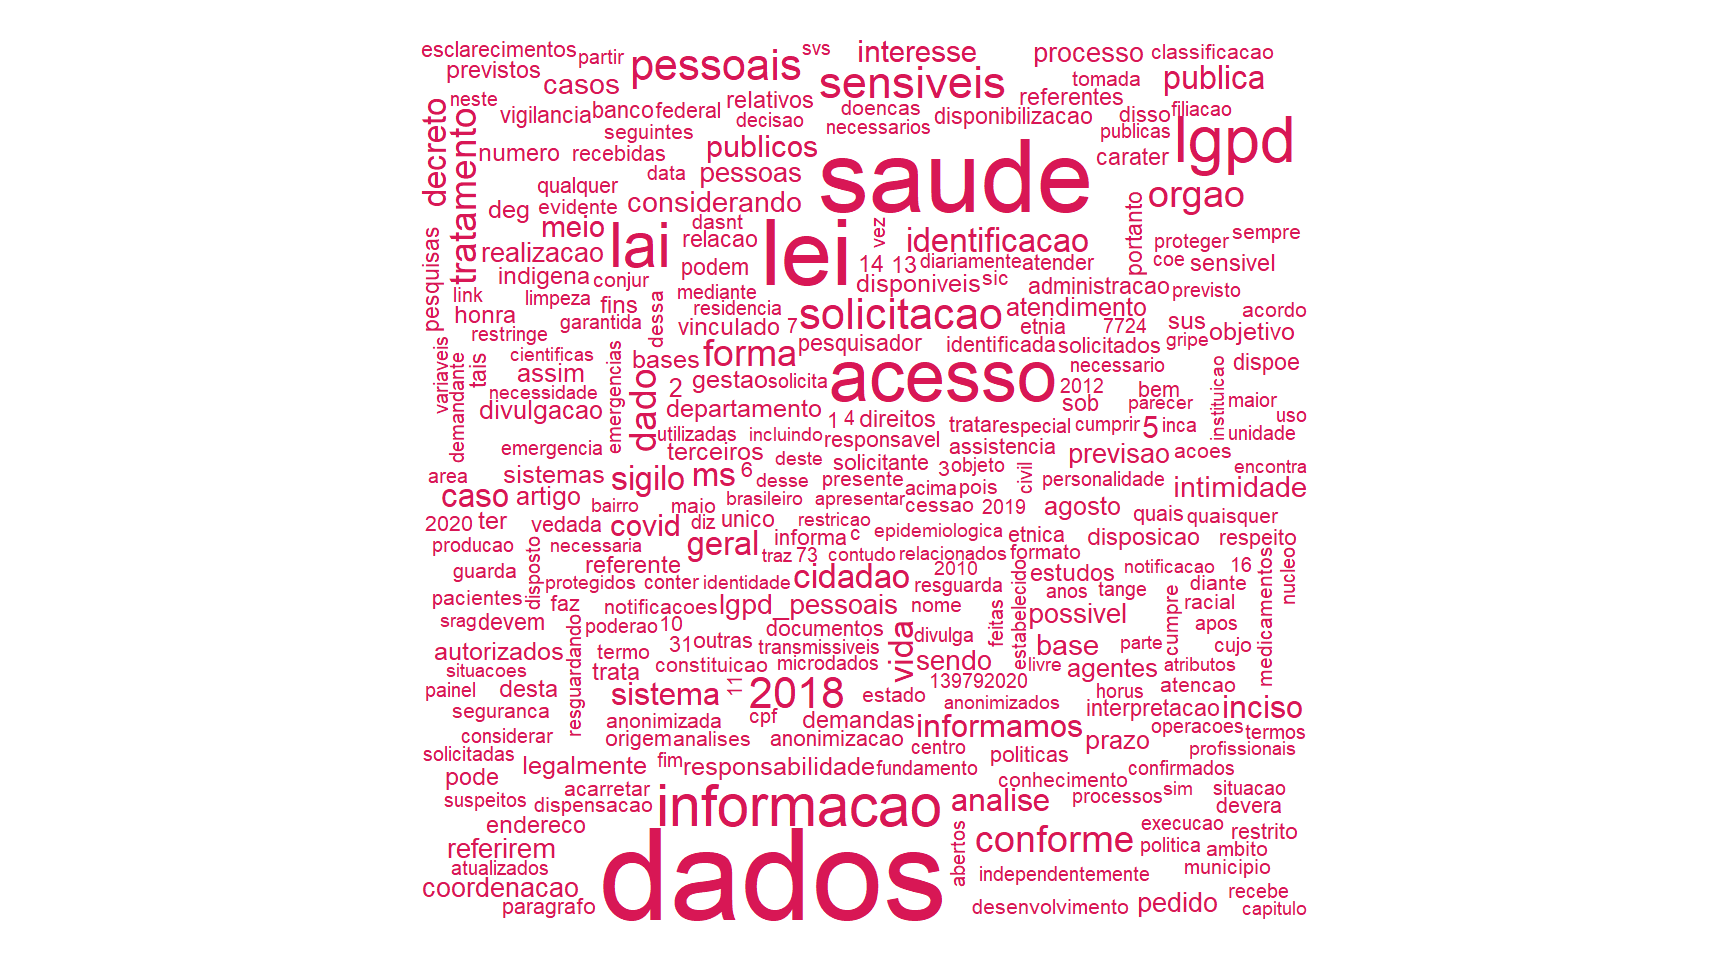 esclarecimentos partir pessoais svs interesse processo classificacao
previstos casos sensiveis tomada publica
neste vigilancia banco federal relativos doencas referentes disso filiacao
decreto tratamento seguintes decisao necessarios disponibilizacao publicas lgpd
numero recebidas publicos saude carater
data pessoas
qualquer orgao
deg evidente considerando
meio dasnt vez identificacao portanto proteger sempre
pesquisas realizacao lai relacao lei coe sensivel
indigena conjur podem 14 13 diariamente atender
link limpeza fins mediante disponiveis sic administracao previsto
honra garantida dessa residencia solicitacao atendimento acordo
restringe vinculado 7 etnia 7724 sus objetivo
cientificas bases forma pesquisador identificada solicitados gripe
variaveis demandante tais assim emergencias acesso necessario dispoe
necessidade dado 2 gestao solicita 2012 bem instituicao
divulgacao departamento 1 4 direitos sob parecer maior uso
utilizadas incluindo responsavel tratar especial cumprir 5 inca unidade
emergencia terceiros deste solicitante assistencia previsao acoes
area sistemas sigilo ms 6 desse presente 3 objeto civil personalidade encontra
caso artigo bairro maio brasileiro apresentar acima pois intimidade
cessao 2019 agosto quais quaisquer
2020 ter vedada covid diz unico restricao epidemiologica etnica disposicao respeito
producao necessaria geral informa c
traz 73 contudo relacionados formato
guarda disposto referente cidadao 2010 estudos notificacao 16 medicamentos nucleo
protegidos conter identidade resguarda estabelecido anos tange diante
pacientes faz notificacoes lgpd_pessoais nome feitas possivel cumpre racial
srag devem resguardando poderao 10 documentos vida divulga apos
autorizados termo 31 outras transmissiveis base parte cujo
situacoes trata constituicao microdados sendo livre agentes atributos
painel desta sistema 11 2018 estado 139792020 horus atencao
seguranca anonimizada cpf demandas anonimizados interpretacao inciso
considerar origem analises anonimizacao informamos prazo operacoes termos
solicitadas legalmente fim responsabilidade centro politicas profissionais
pode fundamento conhecimento confirmados
suspeitos acarretar informacao analise processos sim situacao
dispensacao devera
endereco abertos conforme execucao restrito
referirem dados politica ambito
atualizados independentemente municipio
coordenacao recebe
paragrafo desenvolvimento pedido capitulo